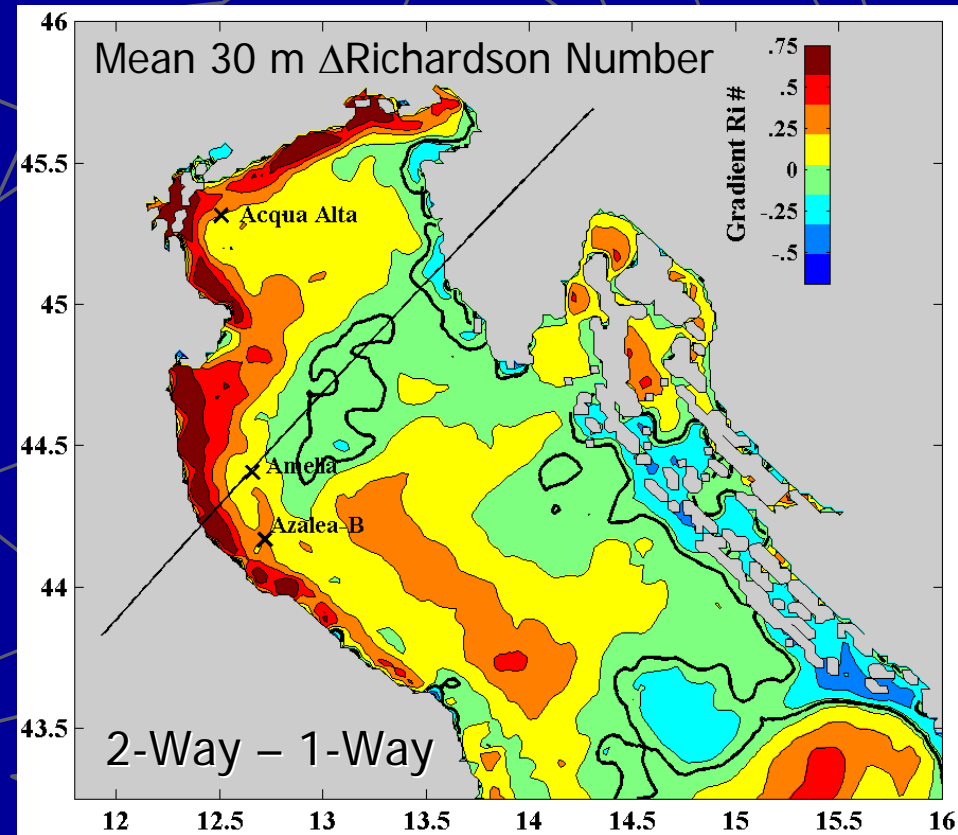 46
Mean 30 m ΔRichardson Number
.75
.5
.25
0
-.25
-.5
Gradient Ri #
45.5
Acqua Alta
45
44.5
Amelia
Azalea-B
44
43.5
2-Way – 1-Way
12 12.5 13 13.5 14 14.5 15 15.5 16